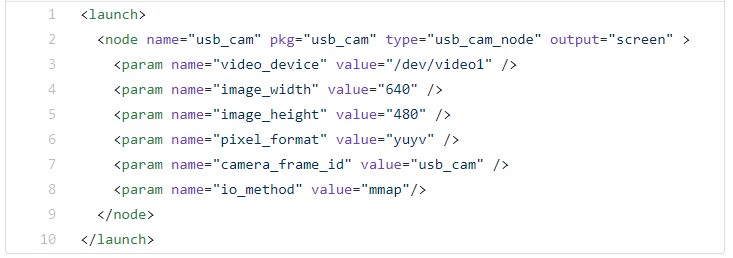 1 <launch>
2 <node name="usb_cam" pkg="usb_cam" type="usb_cam_node" output="screen" >
3 <param name="video_device" value="/dev/video1" />
4 <param name="image_width" value="640" />
5 <param name="image_height" value="480" />
6 <param name="pixel_format" value="yuyv" />
7 <param name="camera_frame_id" value="usb_cam" />
8 <param name="io_method" value="mmap"/>
9 </node>
10 </launch>